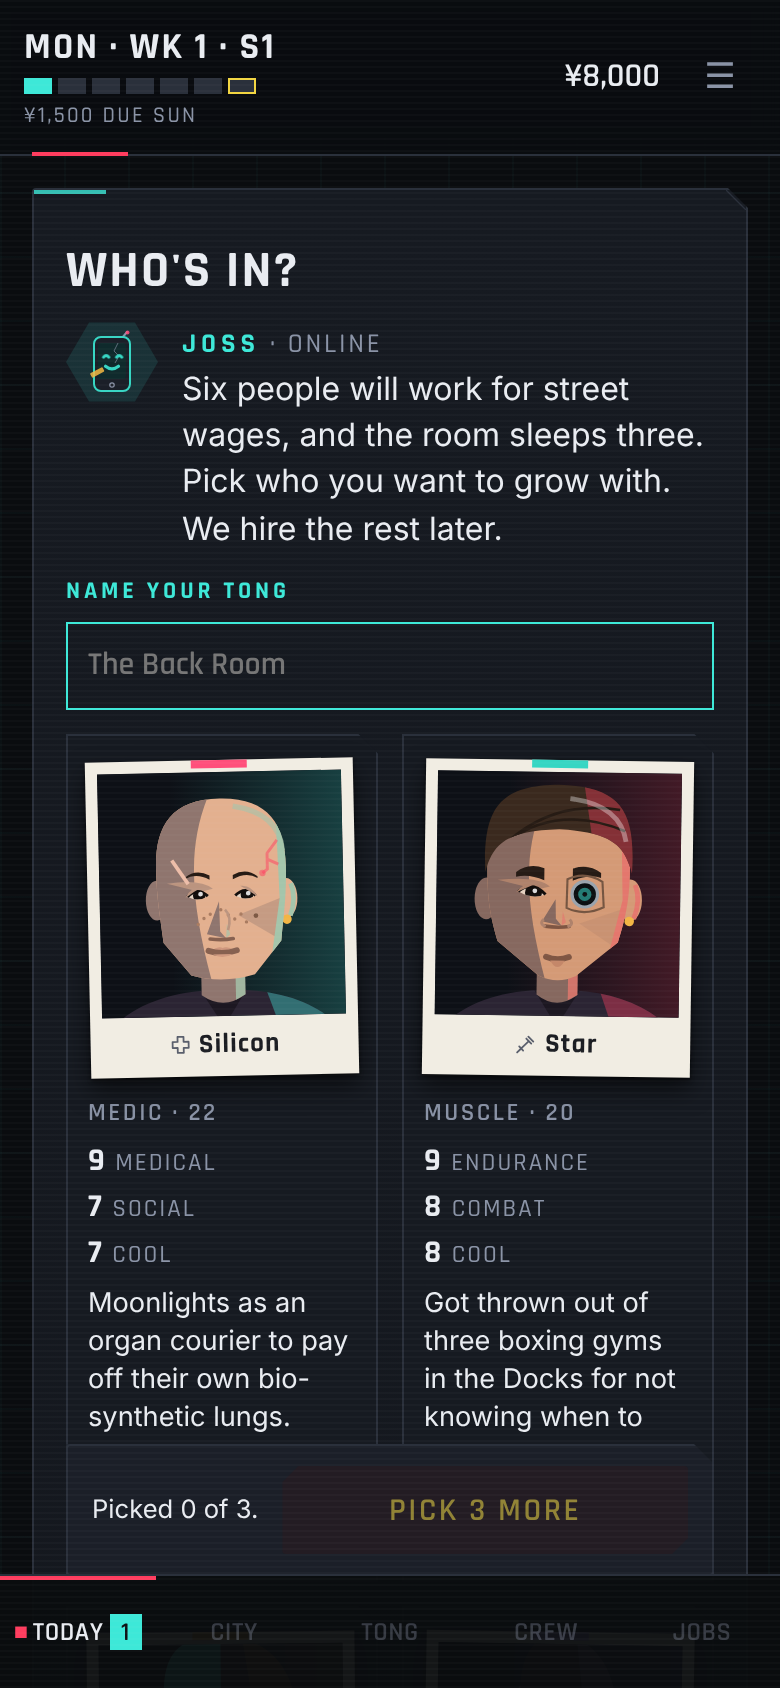 MON · WK 1 · S1
¥1,500 DUE SUN
¥8,000
WHO'S IN?
JOSS · ONLINE
Six people will work for street
wages, and the room sleeps three.
Pick who you want to grow with.
We hire the rest later.
NAME YOUR TONG
The Back Room
Silicon
MEDIC · 22
9 MEDICAL
7 SOCIAL
7 COOL
Moonlights as an
organ courier to pay
off their own bio-
synthetic lungs.
Star
MUSCLE · 20
9 ENDURANCE
8 COMBAT
8 COOL
Got thrown out of
three boxing gyms
in the Docks for not
knowing when to
Picked 0 of 3.
PICK 3 MORE
TODAY 1
CITY
TONG
CREW
JOBS